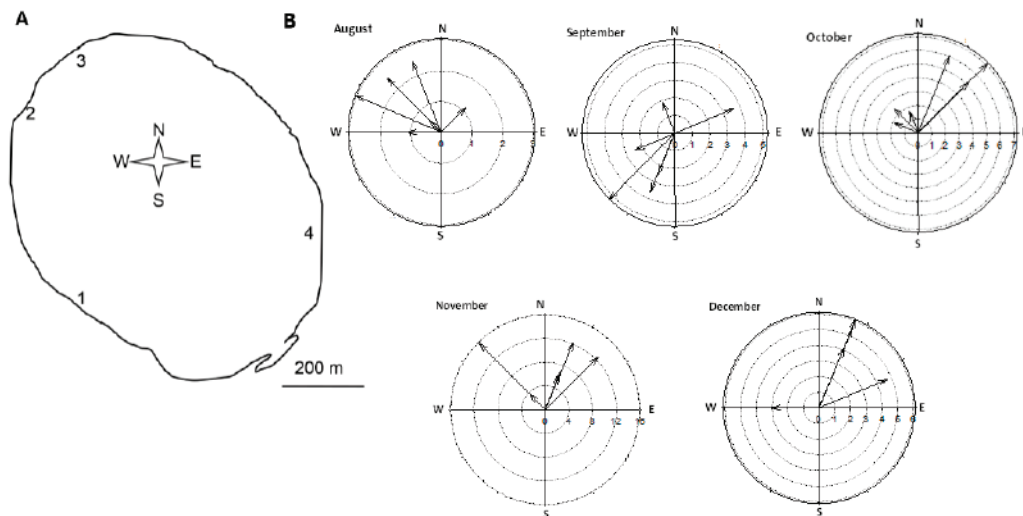 A
3
2
N
W E
S
4
1
200 m
B
August
N
W E
S
0 1 2 3
September
N
W E
S
0 1 2 3 4 5
October
N
W E
S
0 1 2 3 4 5 6 7
November
N
W E
S
0 4 8 12 16
December
N
W E
S
0 1 2 3 4 5 6